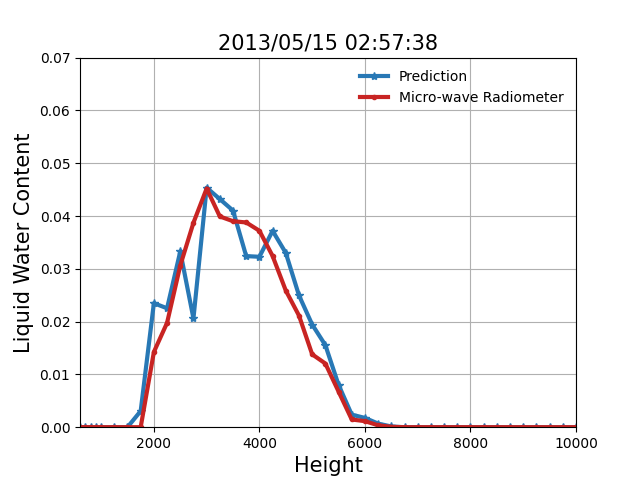 2013/05/15 02:57:38
Prediction
Micro-wave Radiometer
0.07
0.06
0.05
0.04
0.03
0.02
0.01
0.00
Liquid Water Content
2000 4000 6000 8000 10000
Height